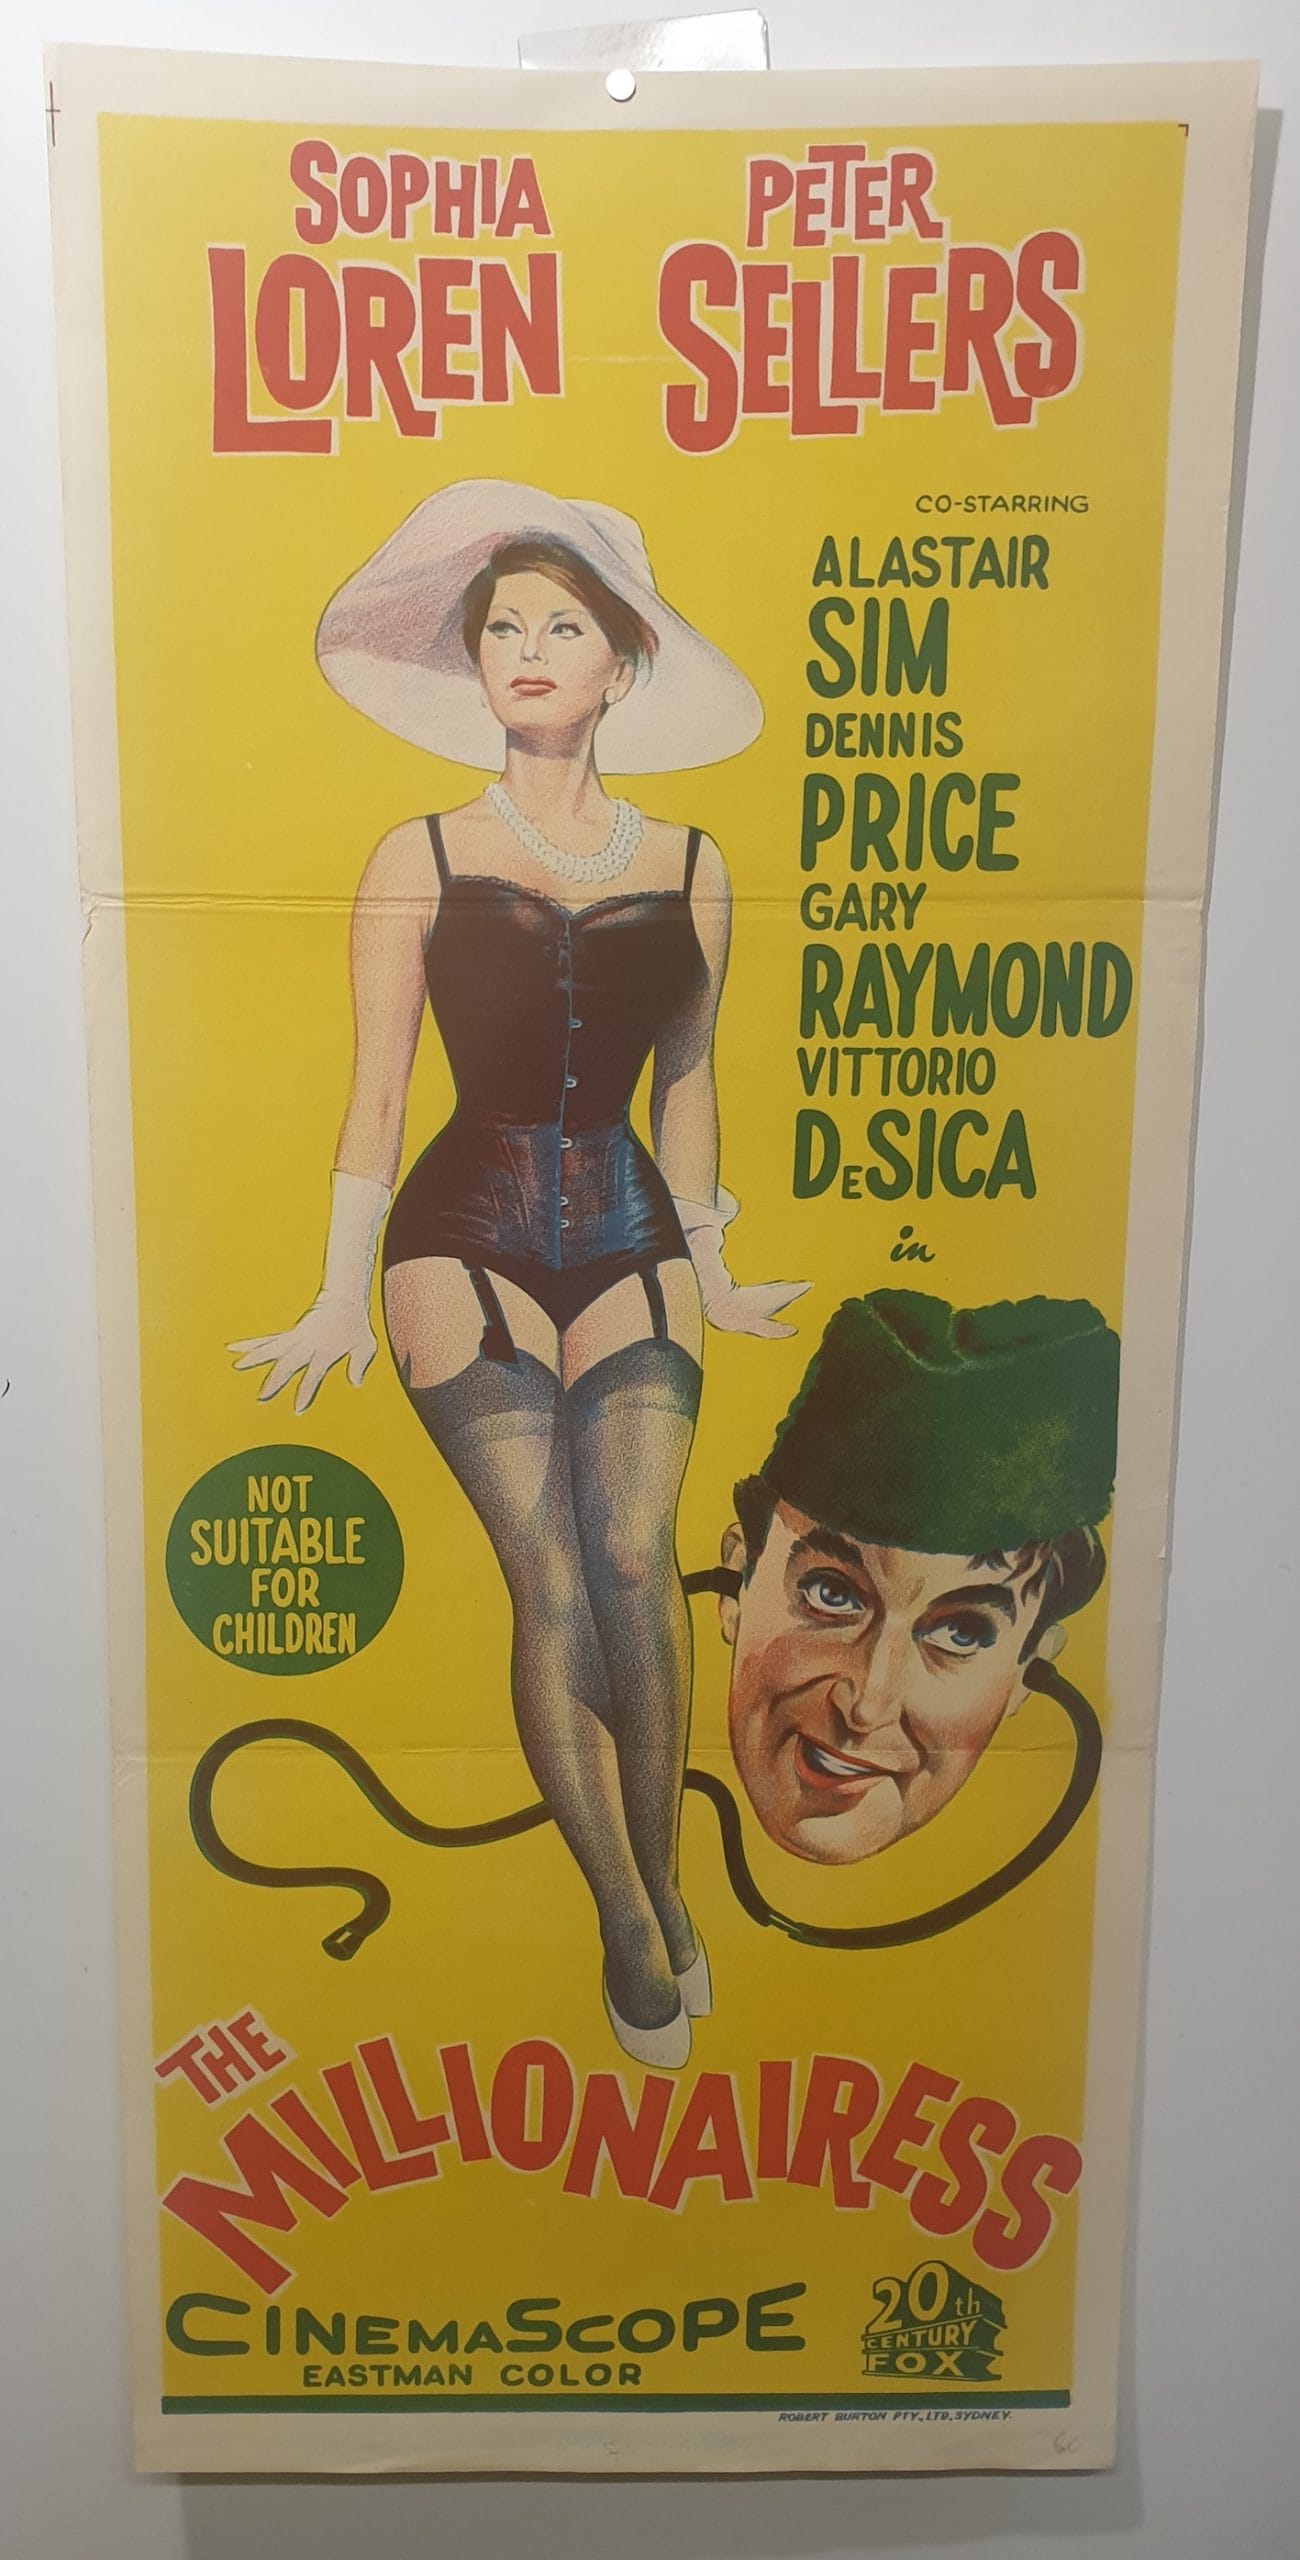 SOPHIA
LOREN
PETER
SELLERS
CO-STARRING
ALASTAIR
SIM
DENNIS
PRICE
GARY
RAYMOND
VITTORIO
DeSICA
in
NOT
SUITABLE
FOR
CHILDREN
THE
MILLIONAIRESS
CINEMASCOPE
EASTMAN COLOR
20th
CENTURY
FOX
ROBERT BURTON PTY., LTD. SYDNEY.
60